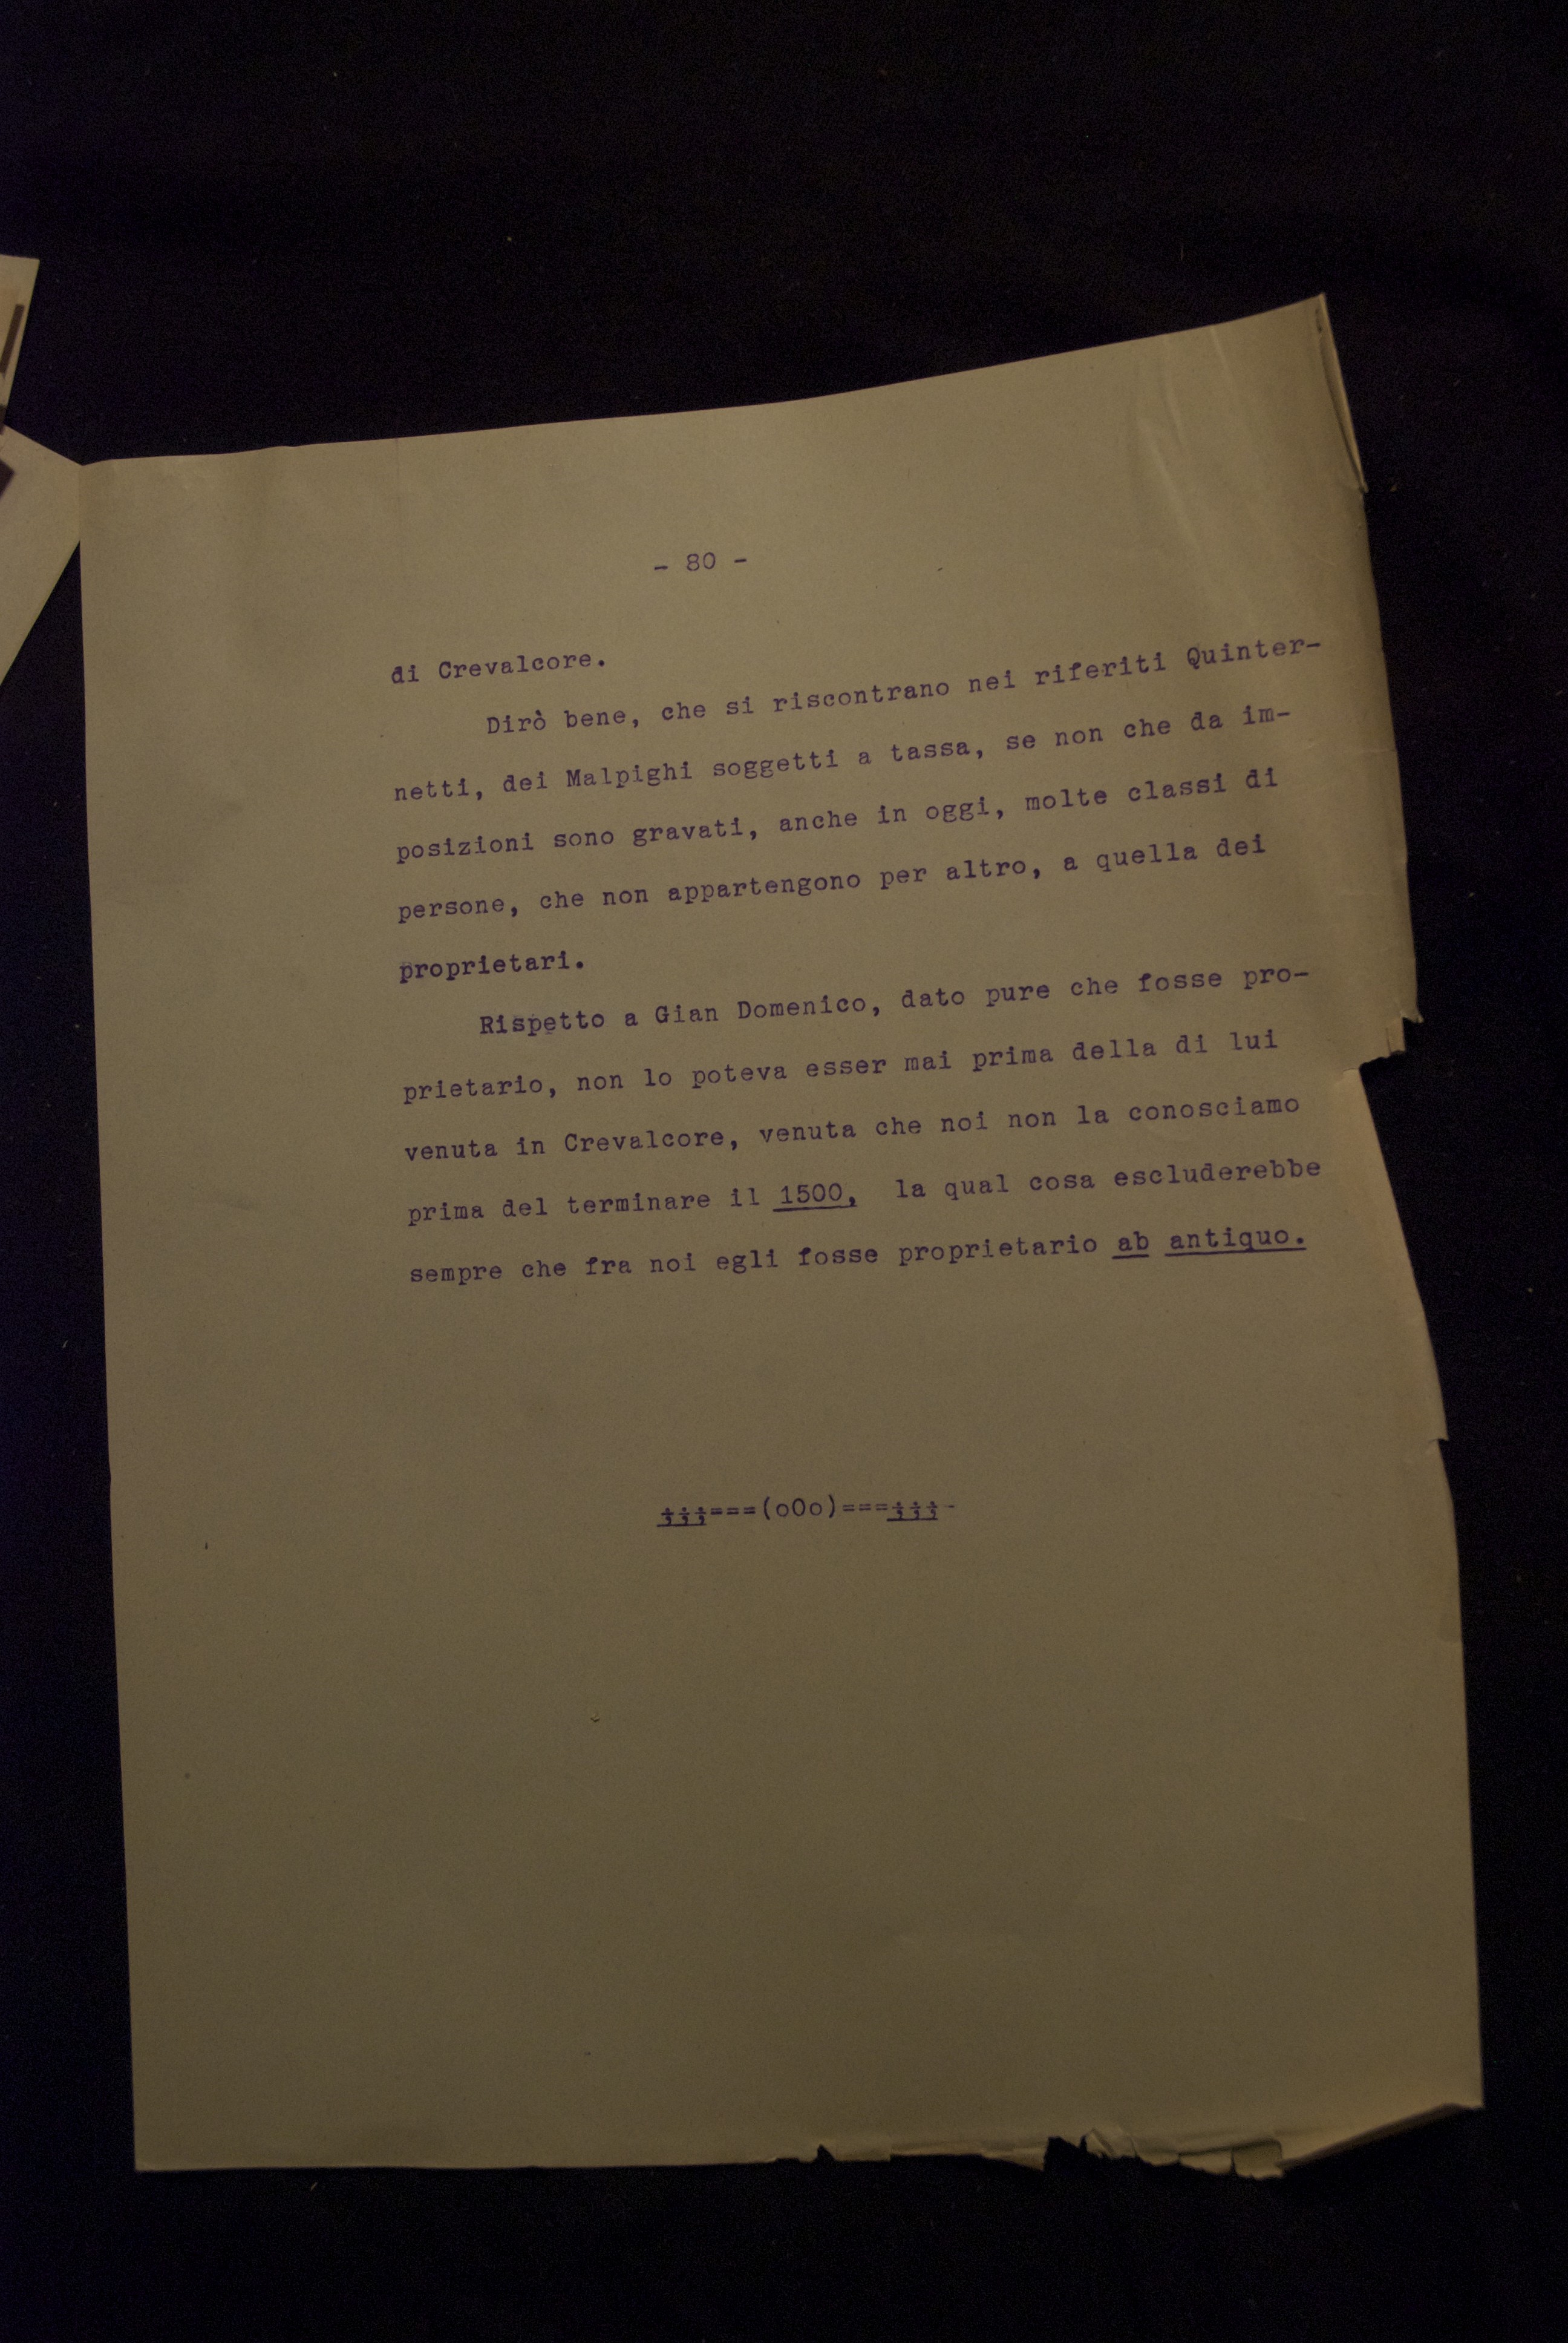 - 80 -
di Crevalcore.
Dirò bene, che si riscontrano nei riferiti Quinter-
netti, dei Malpighi soggetti a tassa, se non che da im-
posizioni sono gravati, anche in oggi, molte classi di
persone, che non appartengono per altro, a quella dei
proprietari.
Rispetto a Gian Domenico, dato pure che fosse pro-
prietario, non lo poteva esser mai prima della di lui
venuta in Crevalcore, venuta che noi non la conosciamo
prima del terminare il 1500, la qual cosa escluderebbe
sempre che fra noi egli fosse proprietario ab antiquo.
;;;===(oOo)===;;;-